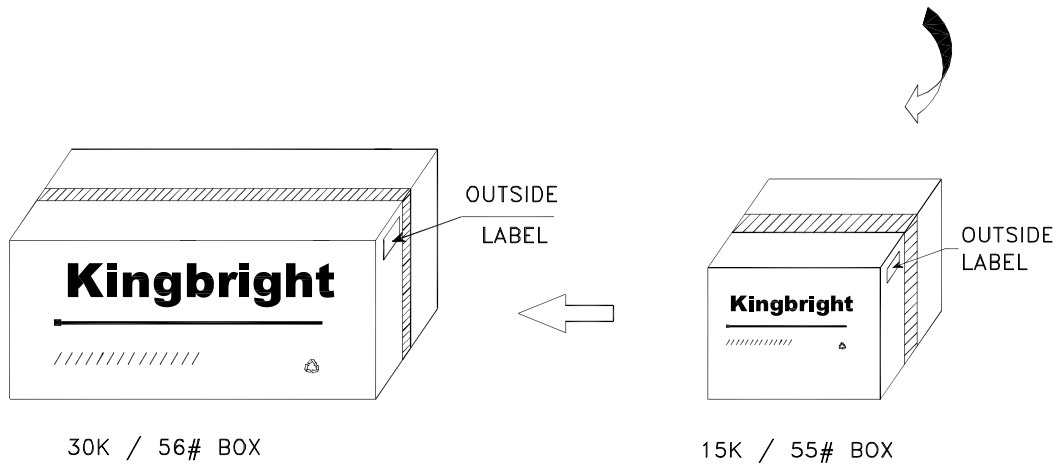 OUTSIDE
LABEL
Kingbright
30K / 56# BOX
OUTSIDE
LABEL
Kingbright
15K / 55# BOX